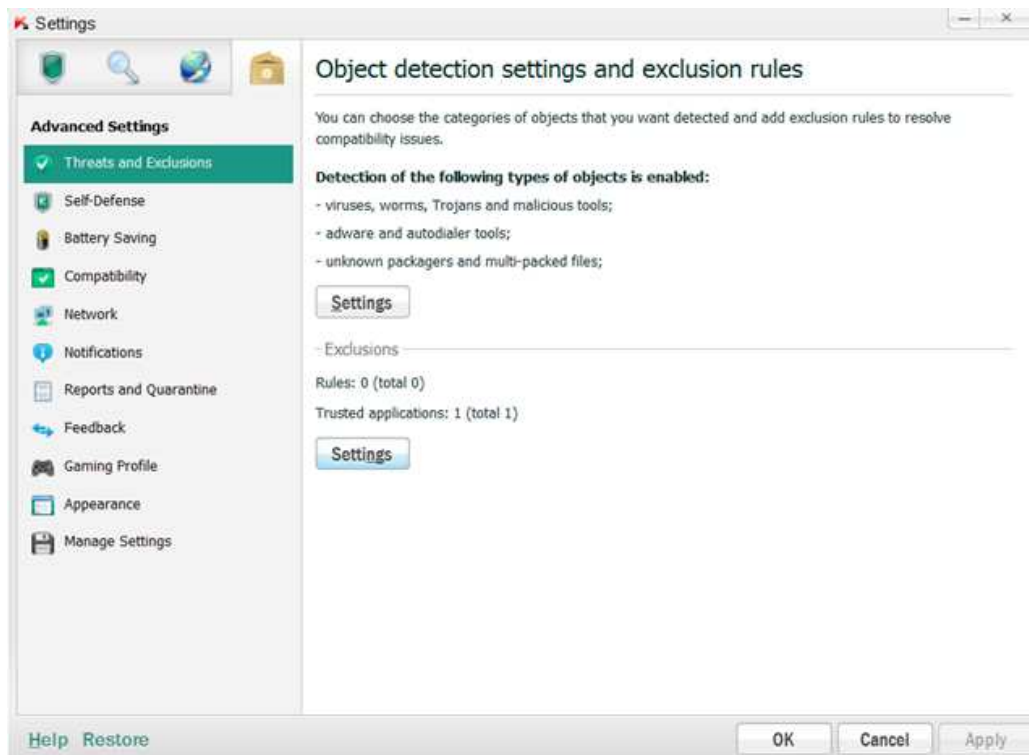 Settings
Object detection settings and exclusion rules
You can choose the categories of objects that you want detected and add exclusion rules to resolve
compatibility issues.
Detection of the following types of objects is enabled:
- viruses, worms, Trojans and malicious tools;
- adware and autodialer tools;
- unknown packagers and multi-packed files;
Settings
Exclusions
Rules: 0 (total 0)
Trusted applications: 1 (total 1)
Settings
Advanced Settings
Threats and Exclusions
Self-Defense
Battery Saving
Compatibility
Network
Notifications
Reports and Quarantine
Feedback
Gaming Profile
Appearance
Manage Settings
Help Restore
OK Cancel Apply